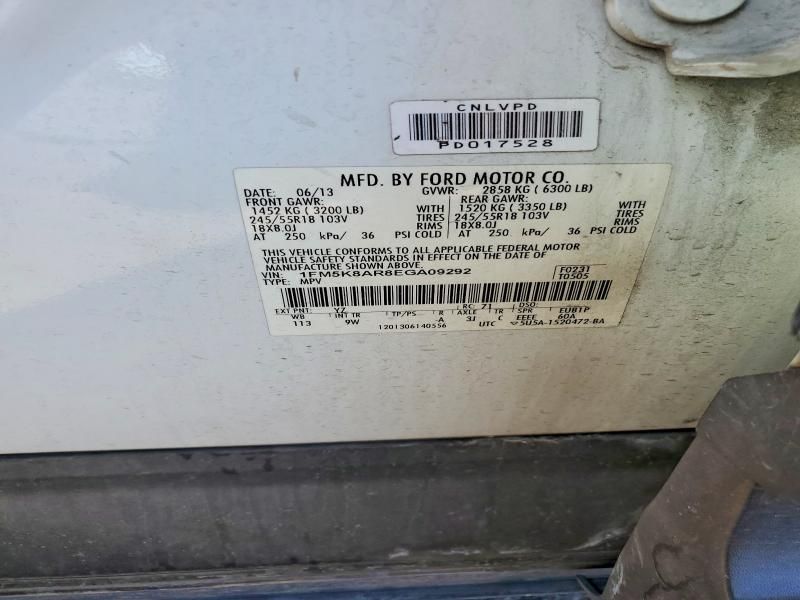 CNLVPD
PD017528
MFD. BY FORD MOTOR CO.
DATE: 06/13 GVWR: 2858 KG ( 6300 LB)
FRONT GAWR: REAR GAWR:
1452 KG ( 3200 LB) WITH 1520 KG ( 3350 LB) WITH
245/55R18 103V TIRES 245/55R18 103V TIRES
18X8.0J RIMS 18X8.0J RIMS
AT 250 kPa/ 36 PSI COLD AT 250 kPa/ 36 PSI COLD
THIS VEHICLE CONFORMS TO ALL APPLICABLE FEDERAL MOTOR
VEHICLE SAFETY STANDARDS IN EFFECT ON THE DATE OF
MANUFACTURE SHOWN ABOVE.
VIN: 1FM5K8AR8EGA09292 F0231
TYPE: MPV T0505
EXT PNT: YZ RC: 71 DSO:
WB INT TR TP/PS R AXLE TR SPR EUB1P
113 9W -A 3J C EEEE 60A
1201306140556 UTC ▽5U5A-1520472-BA